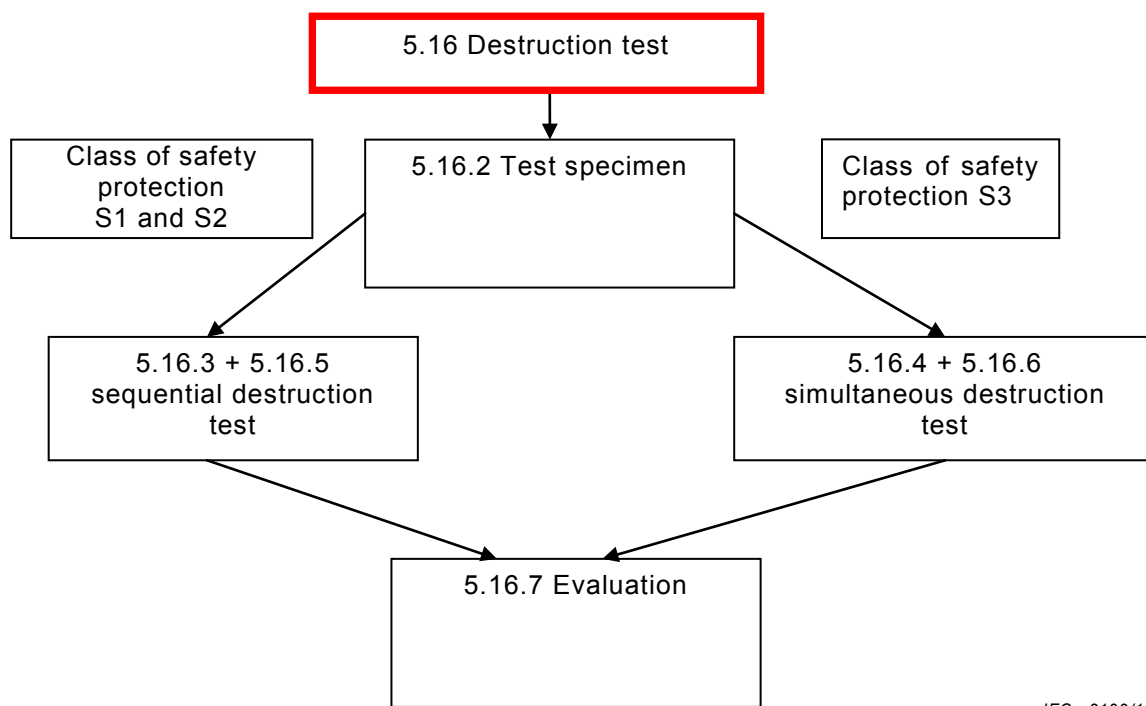 5.16 Destruction test
Class of safety
protection
S1 and S2
5.16.2 Test specimen
Class of safety
protection S3
5.16.3 + 5.16.5
sequential destruction
test
5.16.4 + 5.16.6
simultaneous destruction
test
5.16.7 Evaluation